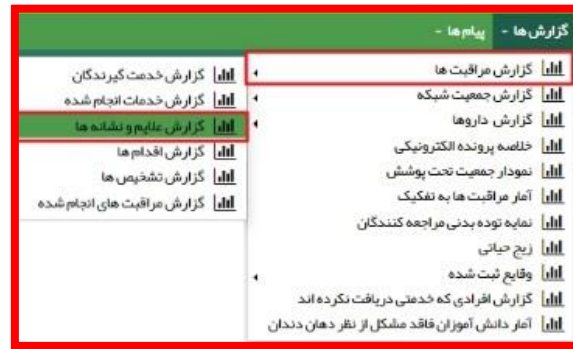 گزارش ها - پیام ها -
گزارش مراقبت ها
گزارش جمعیت شبکه
گزارش داروها
خلاصه پرونده الکترونیکی
نمودار جمعیت تحت پوشش
آمار مراقبت ها به تفکیک
نمایه توده بدنی مراجعه کنندگان
زیج حیاتی
وقایع ثبت شده
گزارش افرادی که خدمتی دریافت نکرده اند
آمار دانش آموزان فاقد مشکل از نظر دهان دندان
گزارش خدمت گیرندگان
گزارش خدمات انجام شده
گزارش علایم و نشانه ها
گزارش اقدام ها
گزارش تشخیص ها
گزارش مراقبت های انجام شده